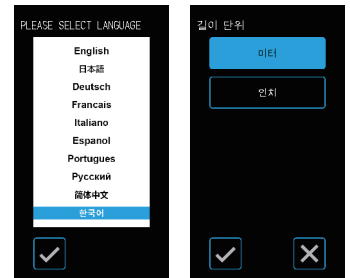 PLEASE SELECT LANGUAGE
English
日本語
Deutsch
Francais
Italiano
Espanol
Portugues
Русский
简体中文
한국어
길이 단위
미터
인치